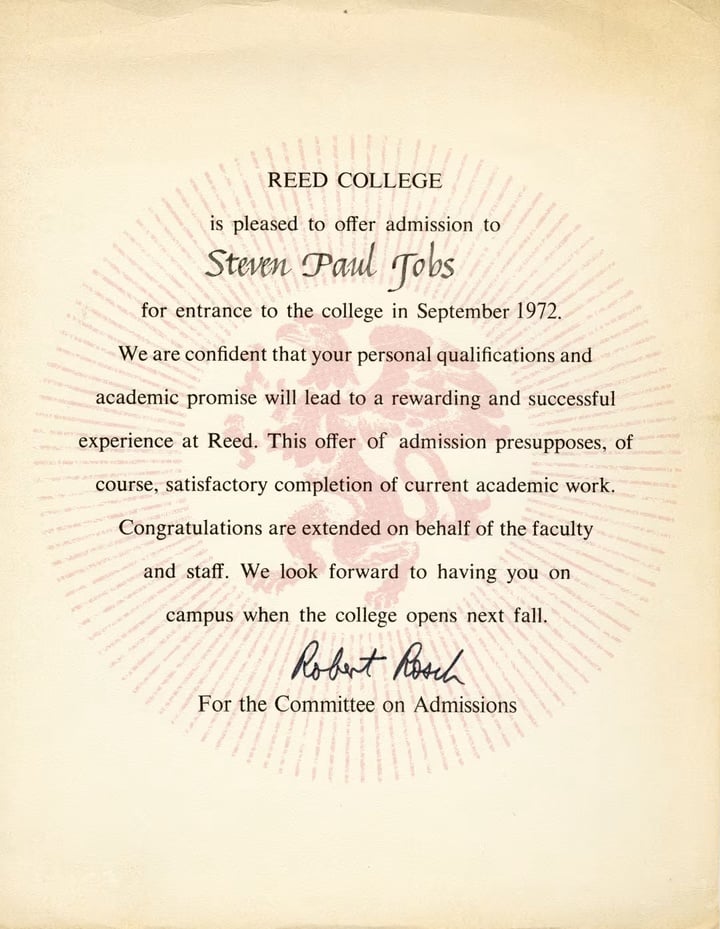 REED COLLEGE
is pleased to offer admission to
Steven Paul Jobs
for entrance to the college in September 1972.
We are confident that your personal qualifications and
academic promise will lead to a rewarding and successful
experience at Reed. This offer of admission presupposes, of
course, satisfactory completion of current academic work.
Congratulations are extended on behalf of the faculty
and staff. We look forward to having you on
campus when the college opens next fall.
Robert Rosch
For the Committee on Admissions